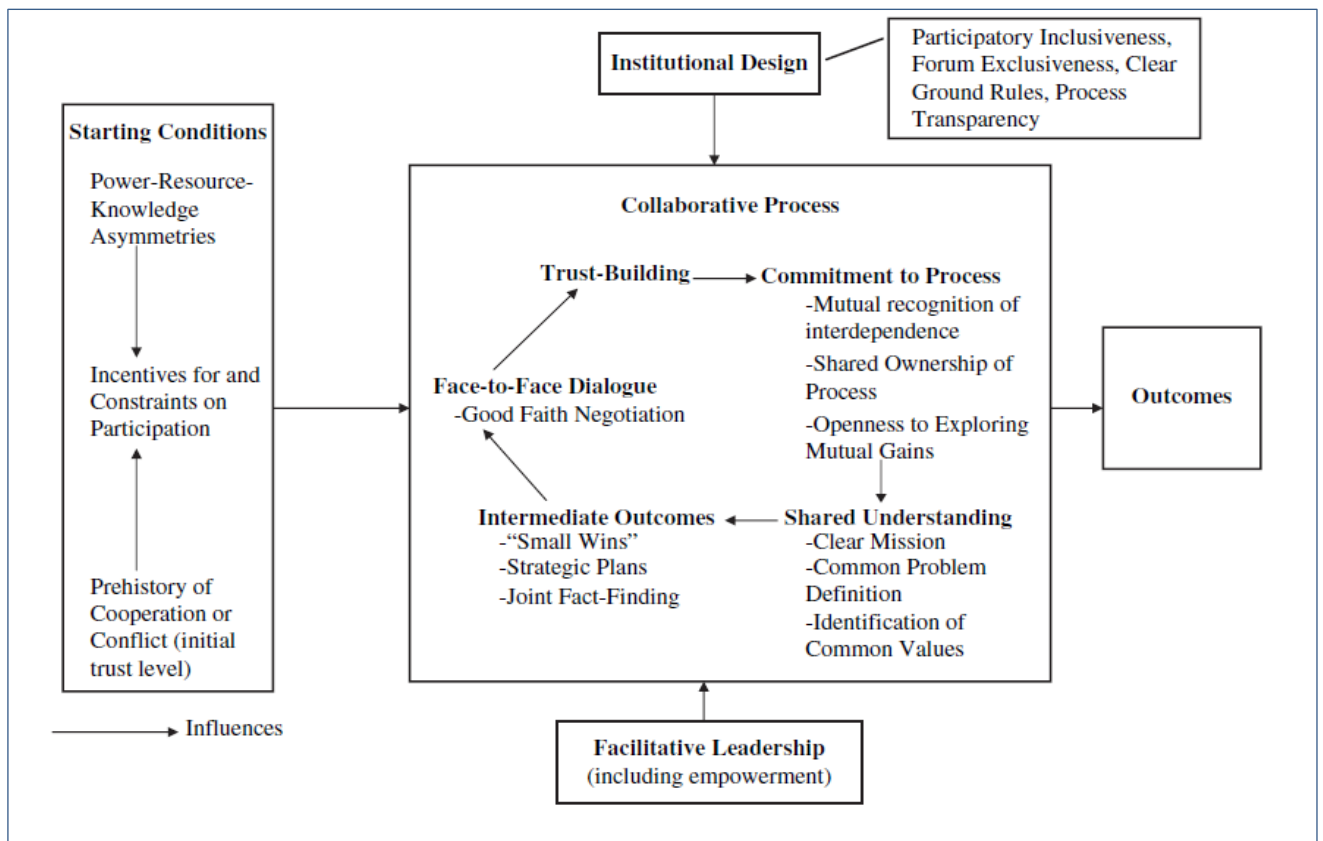 Institutional Design
Participatory Inclusiveness,
Forum Exclusiveness, Clear
Ground Rules, Process
Transparency
Starting Conditions
Power-Resource-
Knowledge
Asymmetries
Incentives for and
Constraints on
Participation
Prehistory of
Cooperation or
Conflict (initial
trust level)
Influences
Collaborative Process
Trust-Building
Commitment to Process
-Mutual recognition of
interdependence
-Shared Ownership of
Process
-Openness to Exploring
Mutual Gains
Face-to-Face Dialogue
-Good Faith Negotiation
Intermediate Outcomes
-“Small Wins”
-Strategic Plans
-Joint Fact-Finding
Shared Understanding
-Clear Mission
-Common Problem
Definition
-Identification of
Common Values
Outcomes
Facilitative Leadership
(including empowerment)